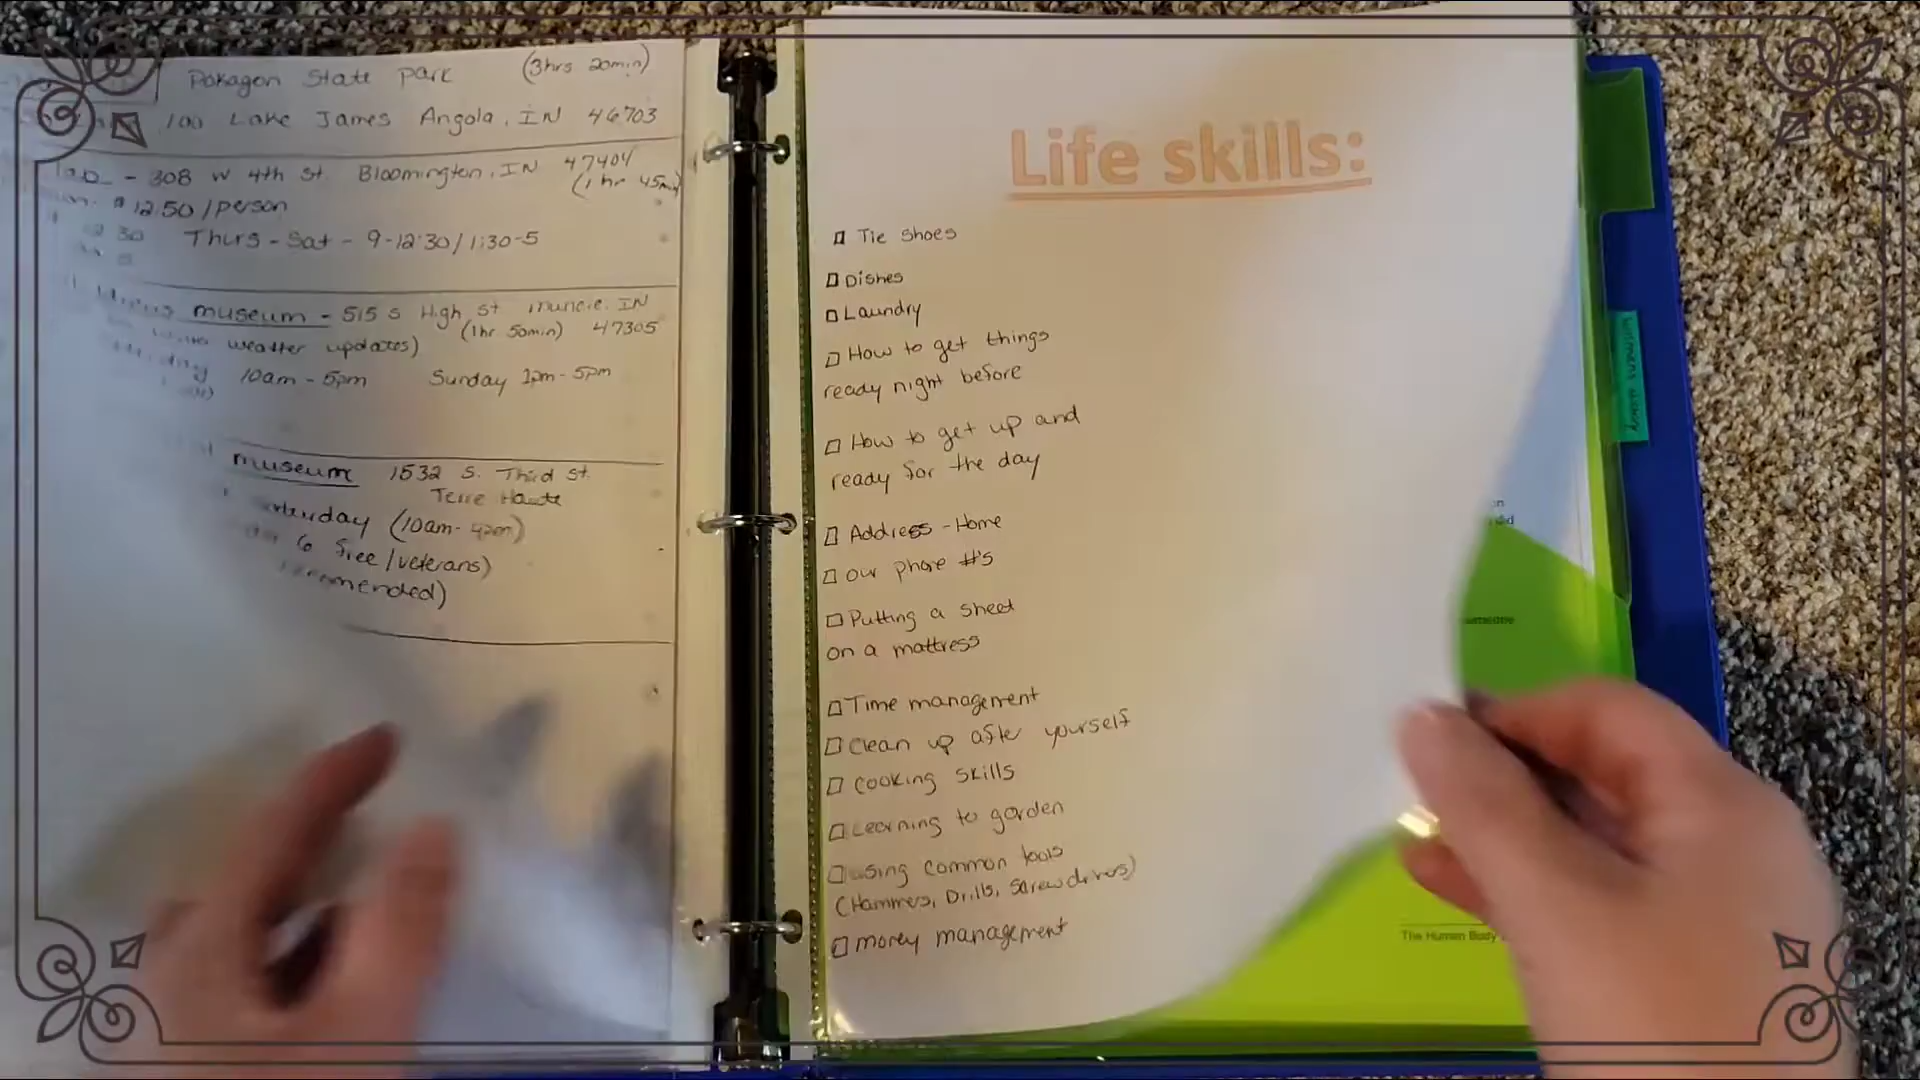 Pokagon State Park (3hrs 20min)
100 Lake James Angola, IN 46703
- 308 W 4th St. Bloomington, IN 47404
(1 hr 45min)
$12.50/person
Thurs - Sat - 9-12:30/1:30-5
museum - 515 S High St Muncie, IN
(1hr 50min) 47305
weather updates)
10am - 5pm Sunday 1pm - 5pm
museum 1532 S. Third St.
Terre Haute
(10am - 4pm)
6 free/veterans)
Life skills:
Tie shoes
Dishes
Laundry
How to get things
ready night before
How to get up and
ready for the day
Address - Home
our phone #'s
Putting a sheet
on a mattress
Time management
clean up after yourself
cooking skills
Learning to garden
using common tools
(Hammers, Drills, Screwdrivers)
money management
The Human Body